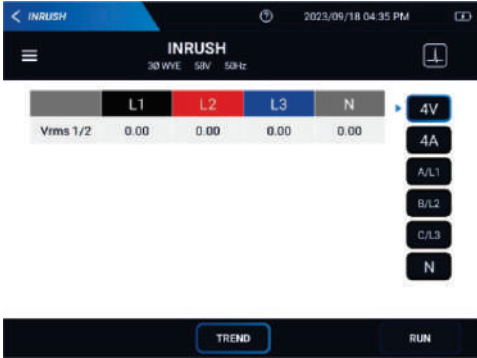 INRUSH 2023/09/18 04:35 PM
INRUSH
3Ø WYE 58V 50Hz
L1 L2 L3 N
Vrms 1/2 0.00 0.00 0.00 0.00
4V
4A
A/L1
B/L2
C/L3
N
TREND RUN